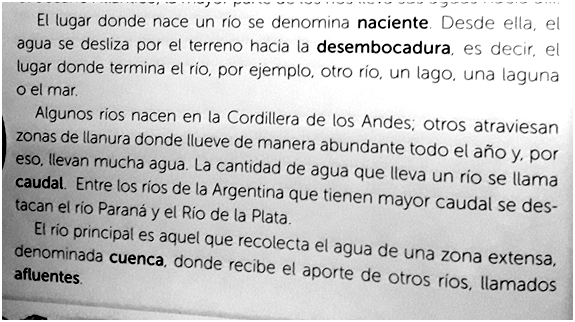 El lugar donde nace un río se denomina naciente. Desde ella, el
agua se desliza por el terreno hacia la desembocadura, es decir, el
lugar donde termina el río, por ejemplo, otro río, un lago, una laguna
o el mar.
Algunos ríos nacen en la Cordillera de los Andes; otros atraviesan
zonas de llanura donde llueve de manera abundante todo el año y, por
eso, llevan mucha agua. La cantidad de agua que lleva un río se llama
caudal. Entre los ríos de la Argentina que tienen mayor caudal se des-
tacan el río Paraná y el Río de la Plata.
El río principal es aquel que recolecta el agua de una zona extensa,
denominada cuenca, donde recibe el aporte de otros ríos, llamados
afluentes.